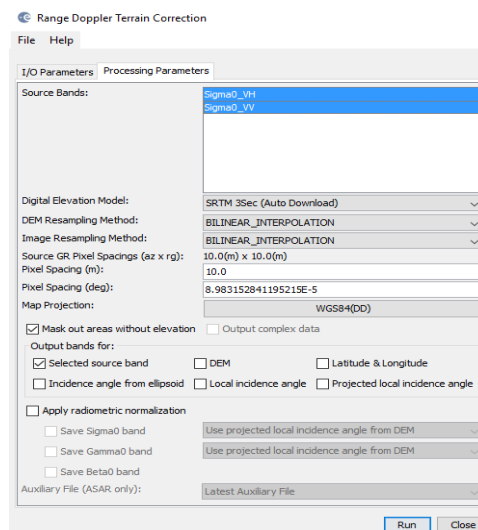 Range Doppler Terrain Correction
File Help
I/O Parameters Processing Parameters
Source Bands: Sigma0_VH
Sigma0_VV
Digital Elevation Model: SRTM 3Sec (Auto Download)
DEM Resampling Method: BILINEAR_INTERPOLATION
Image Resampling Method: BILINEAR_INTERPOLATION
Source GR Pixel Spacings (az x rg): 10.0(m) x 10.0(m)
Pixel Spacing (m): 10.0
Pixel Spacing (deg): 8.983152841195215E-5
Map Projection: WGS84(DD)
Mask out areas without elevation Output complex data
Output bands for:
Selected source band DEM Latitude & Longitude
Incidence angle from ellipsoid Local incidence angle Projected local incidence angle
Apply radiometric normalization
Save Sigma0 band Use projected local incidence angle from DEM
Save Gamma0 band Use projected local incidence angle from DEM
Save Beta0 band
Auxiliary File (ASAR only): Latest Auxiliary File
Run Close